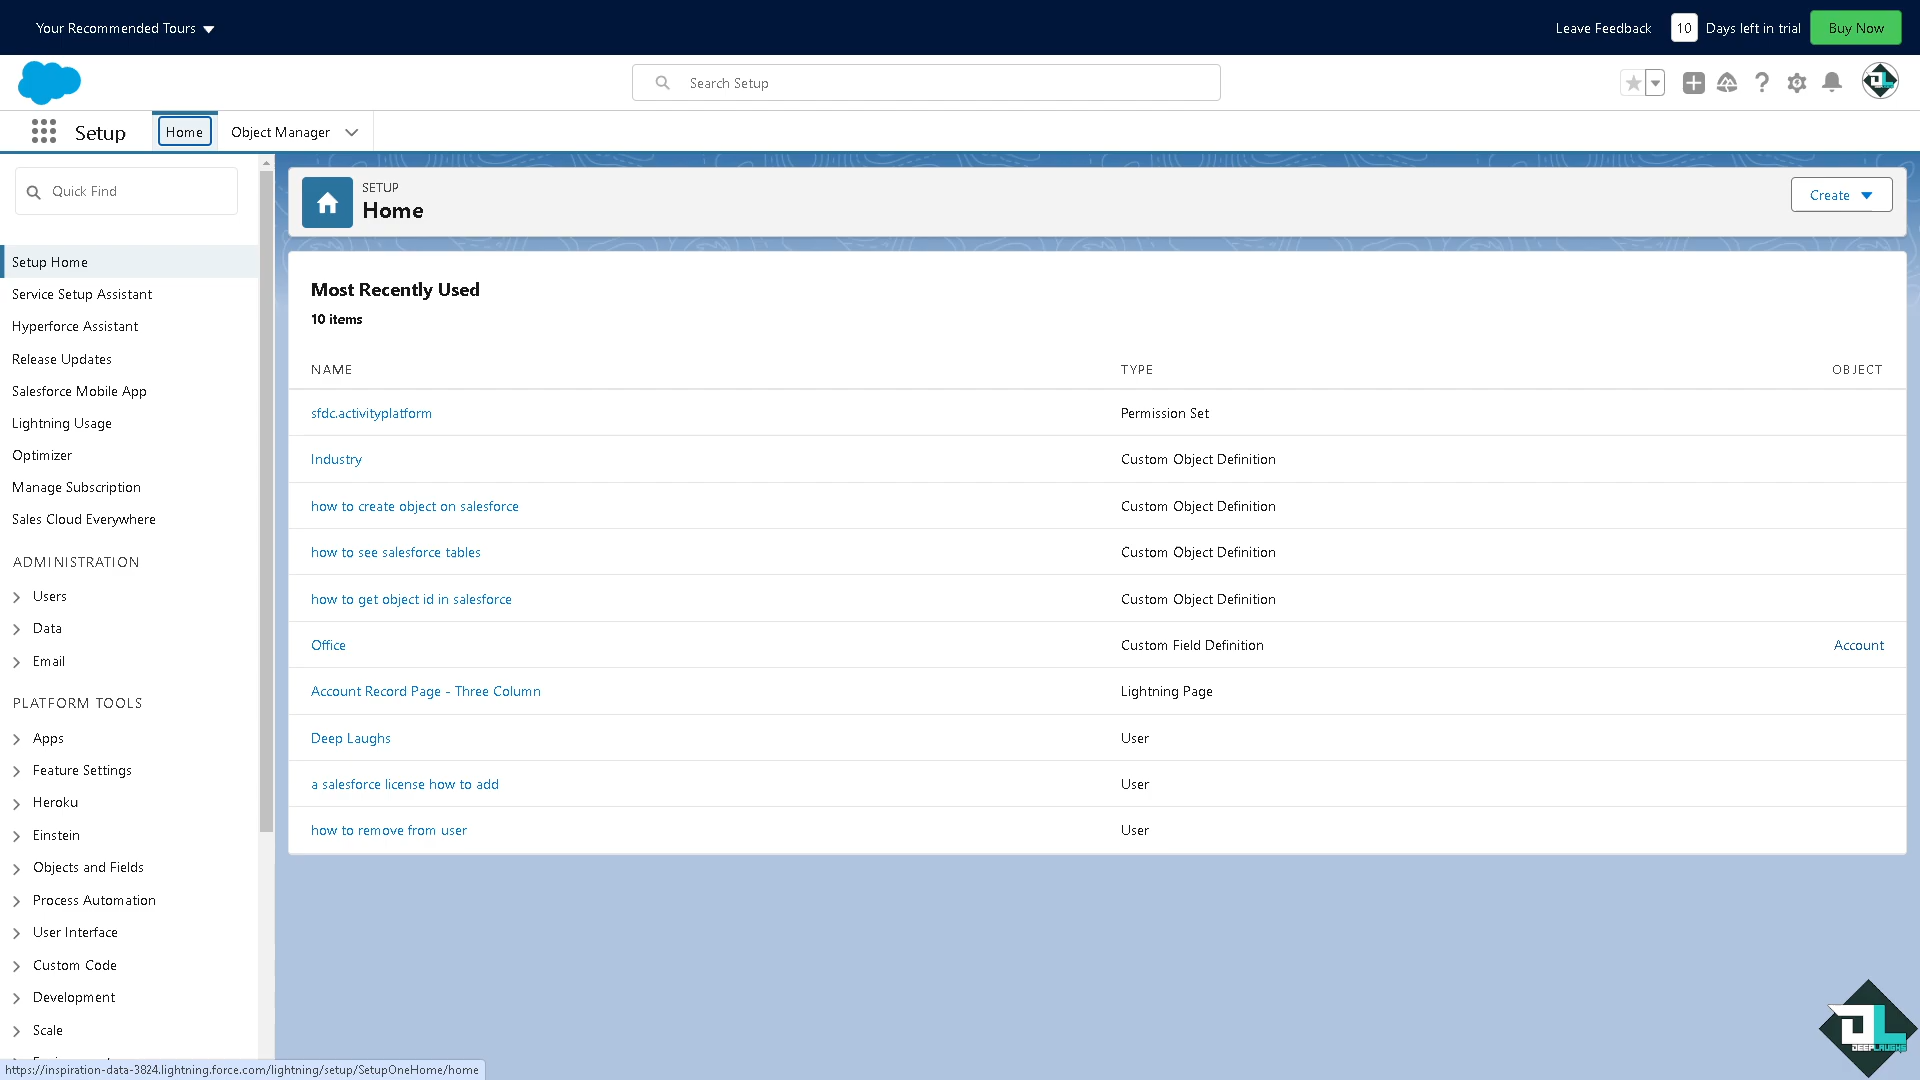 Your Recommended Tours
Leave Feedback
10
Days left in trial
Buy Now
Search Setup
Setup
Home
Object Manager
Quick Find
SETUP
Home
Create
Setup Home
Service Setup Assistant
Hyperforce Assistant
Release Updates
Salesforce Mobile App
Lightning Usage
Optimizer
Manage Subscription
Sales Cloud Everywhere
ADMINISTRATION
Users
Data
Email
PLATFORM TOOLS
Apps
Feature Settings
Heroku
Einstein
Objects and Fields
Process Automation
User Interface
Custom Code
Development
Scale
Most Recently Used
10 items
NAME TYPE OBJECT
sfdc.activityplatform Permission Set
Industry Custom Object Definition
how to create object on salesforce Custom Object Definition
how to see salesforce tables Custom Object Definition
how to get object id in salesforce Custom Object Definition
Office Custom Field Definition Account
Account Record Page - Three Column Lightning Page
Deep Laughs User
a salesforce license how to add User
how to remove from user User
https://inspiration-data-3824.lightning.force.com/lightning/setup/SetupOneHome/home
DL
DEEPLAUGHS